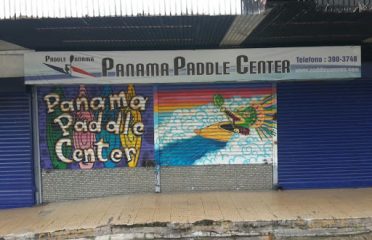 PADDLE PANAMA
PANAMA PADDLE CENTER
Telefono : 390-3748
Panama
Paddle
Center